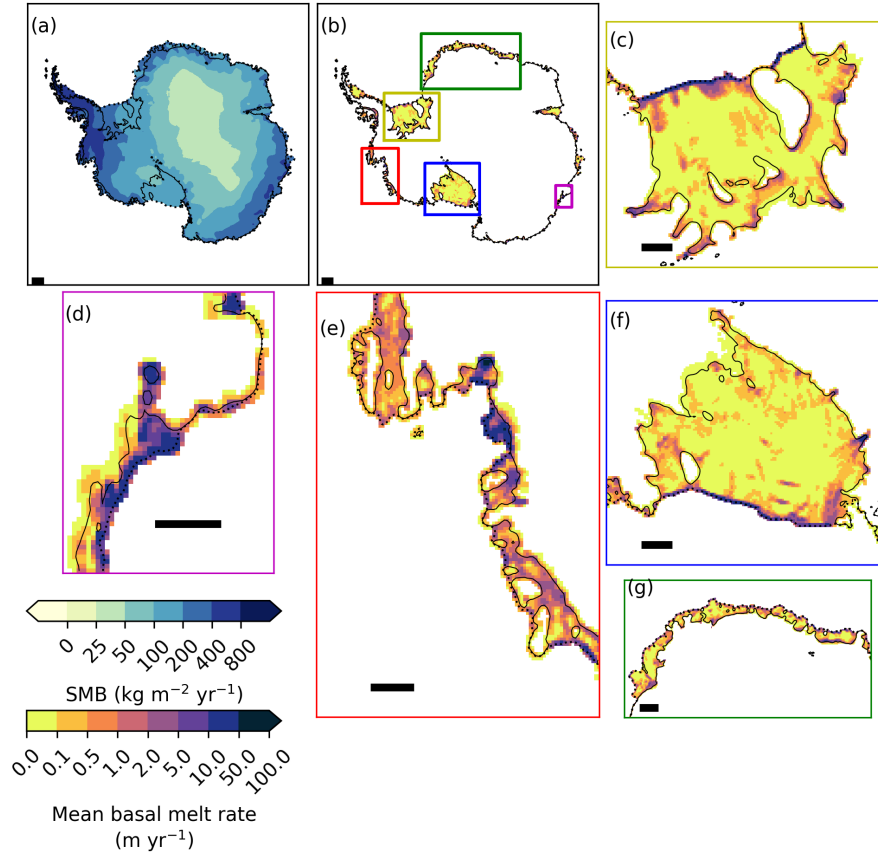 (a)
(b)
(c)
(d)
(e)
(f)
(g)
0 25 50 100 200 400 800
SMB (kg m⁻² yr⁻¹)
0.0 0.1 0.5 1.0 2.0 5.0 10.0 50.0 100.0
Mean basal melt rate
(m yr⁻¹)